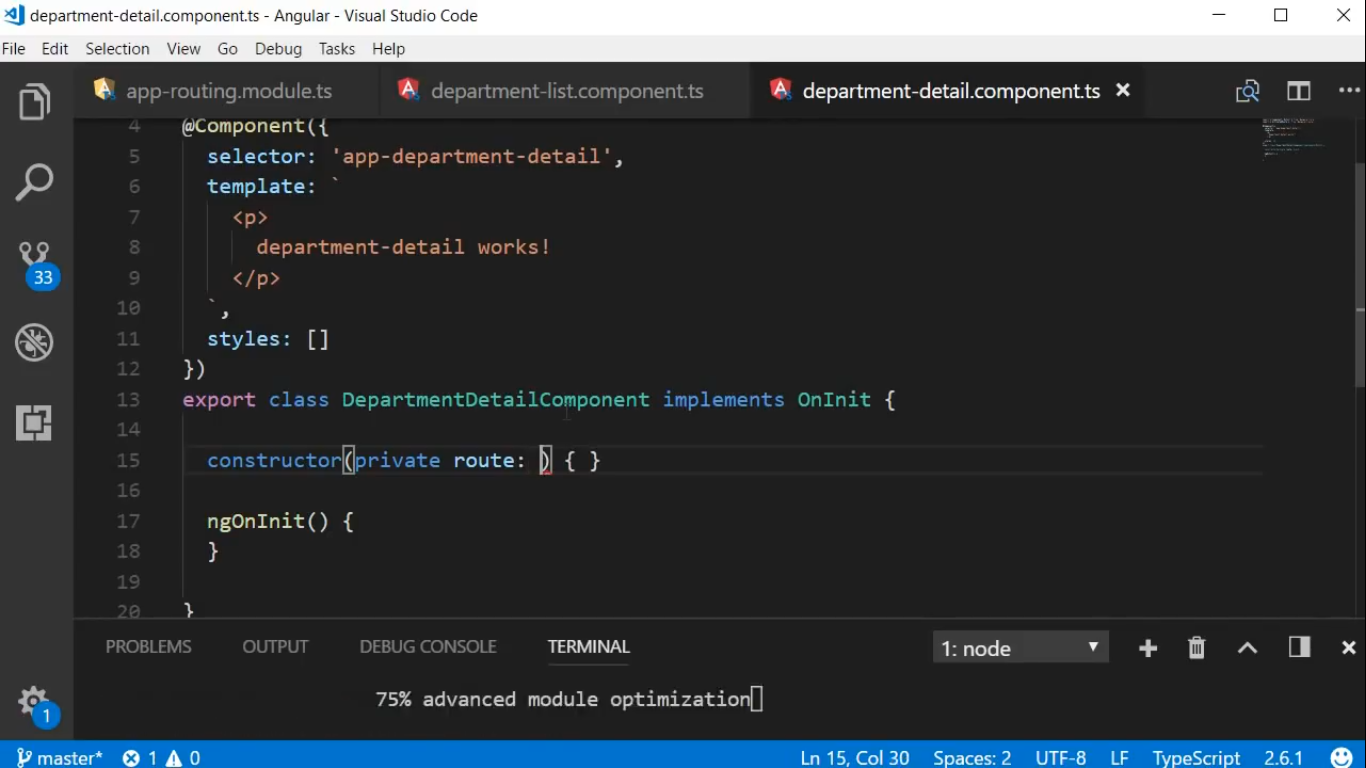 department-detail.component.ts - Angular - Visual Studio Code
File Edit Selection View Go Debug Tasks Help
app-routing.module.ts department-list.component.ts department-detail.component.ts
4 @Component({
5 selector: 'app-department-detail',
6 template: `
7 <p>
8 department-detail works!
9 </p>
10 `,
11 styles: []
12 })
13 export class DepartmentDetailComponent implements OnInit {
14
15 constructor(private route: ) { }
16
17 ngOnInit() {
18 }
19
20 }
33
PROBLEMS OUTPUT DEBUG CONSOLE TERMINAL 1: node
75% advanced module optimization
1
master* 1 0 Ln 15, Col 30 Spaces: 2 UTF-8 LF TypeScript 2.6.1